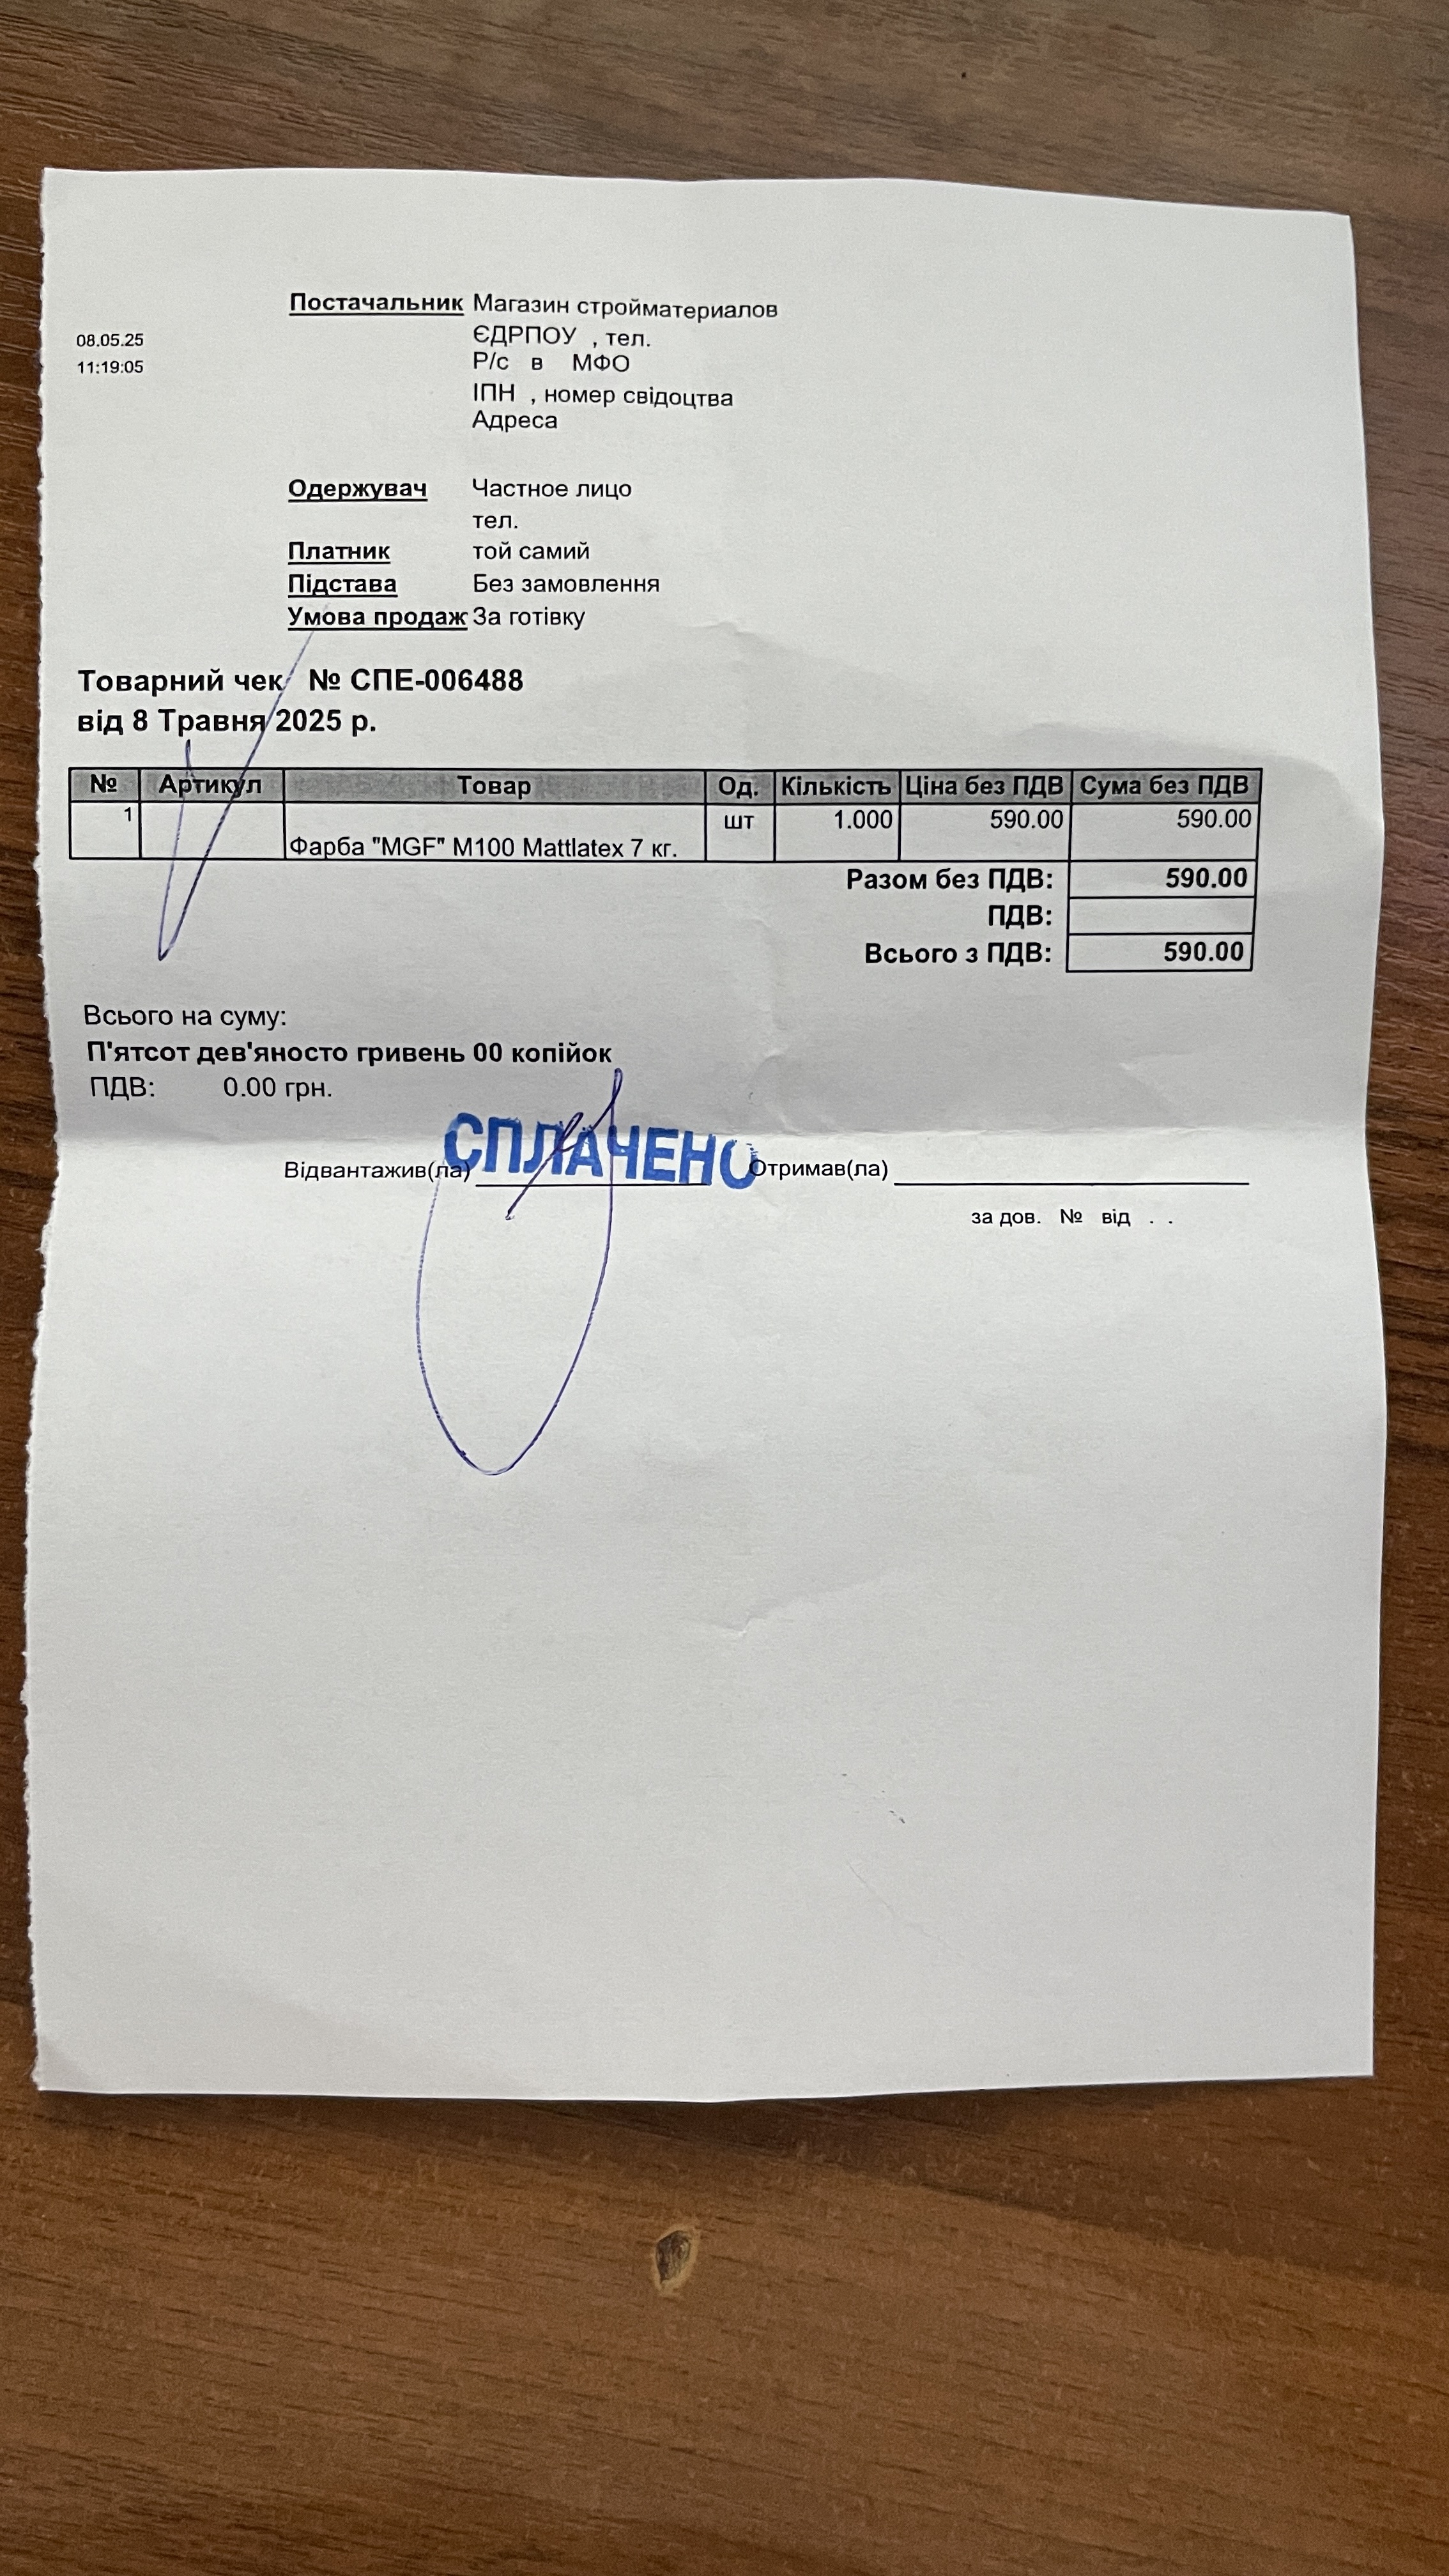 Постачальник Магазин стройматериалов
08.05.25 ЄДРПОУ , тел.
11:19:05 Р/с в МФО
ІПН , номер свідоцтва
Адреса
Одержувач Частное лицо
тел.
Платник той самий
Підстава Без замовлення
Умова продаж За готівку
Товарний чек № СПЕ-006488
від 8 Травня 2025 р.
№ Артикул Товар Од. Кількість Ціна без ПДВ Сума без ПДВ
1 шт 1.000 590.00 590.00
Фарба "MGF" M100 Mattlatex 7 кг.
Разом без ПДВ: 590.00
ПДВ:
Всього з ПДВ: 590.00
Всього на суму:
П'ятсот дев'яносто гривень 00 копійок
ПДВ: 0.00 грн.
СПЛАЧЕНО
Відвантажив(ла) Отримав(ла)
за дов. № від . .